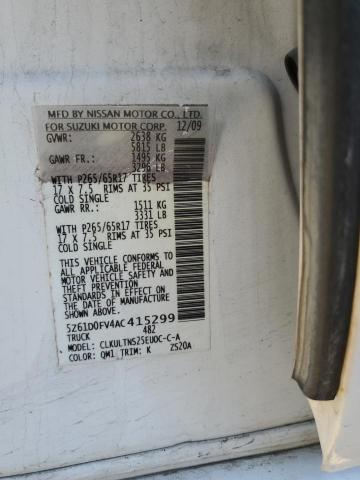 MFD BY NISSAN MOTOR CO., LTD.
FOR SUZUKI MOTOR CORP. 12/09
GVWR: 2638 KG
5815 LB
GAWR FR: 1495 KG
3296 LB
WITH P265/65R17 TIRES
17 X 7.5 RIMS AT 35 PSI
COLD SINGLE
GAWR RR: 1511 KG
3331 LB
WITH P265/65R17 TIRES
17 X 7.5 RIMS AT 35 PSI
COLD SINGLE
THIS VEHICLE CONFORMS TO
ALL APPLICABLE FEDERAL MOTOR
VEHICLE SAFETY, BUMPER, AND
THEFT PREVENTION STANDARDS
IN EFFECT ON THE DATE OF
MANUFACTURE SHOWN ABOVE.
5Z61D0FV4AC415299
TRUCK 482
MODEL: CLKULTNS25EUOC-C-A
COLOR: QM1 TRIM: K ZS20A